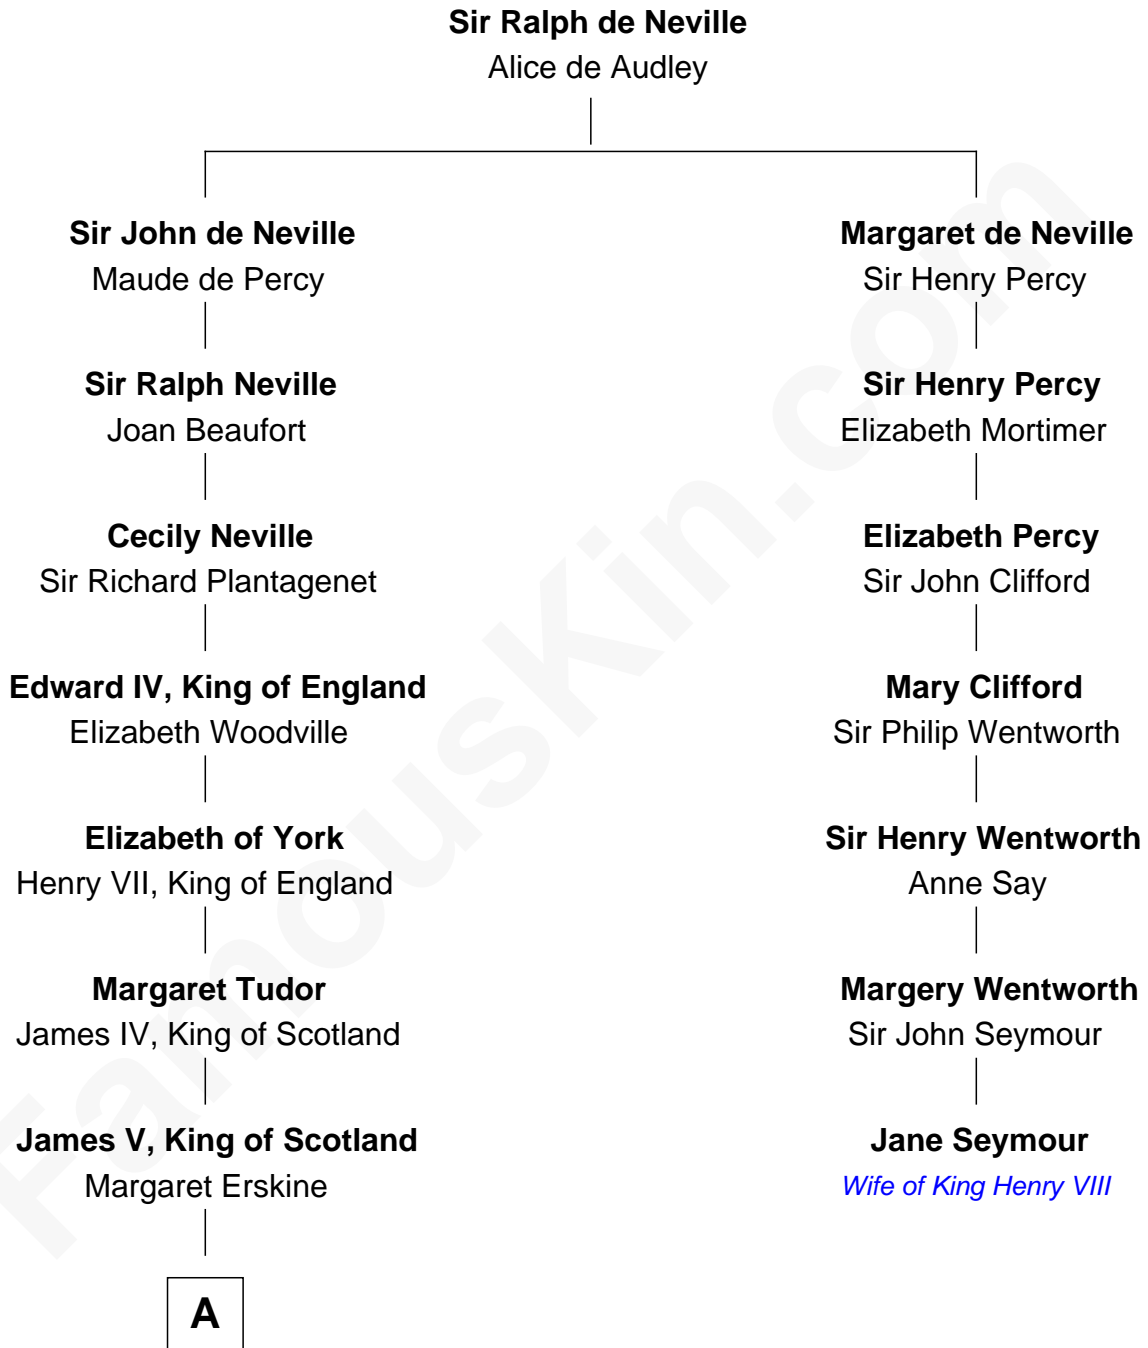 Sir Ralph de Neville
Alice de Audley
Sir John de Neville
Maude de Percy
Margaret de Neville
Sir Henry Percy
Sir Ralph Neville
Joan Beaufort
Sir Henry Percy
Elizabeth Mortimer
Cecily Neville
Sir Richard Plantagenet
Elizabeth Percy
Sir John Clifford
Edward IV, King of England
Elizabeth Woodville
Mary Clifford
Sir Philip Wentworth
Elizabeth of York
Henry VII, King of England
Sir Henry Wentworth
Anne Say
Margaret Tudor
James IV, King of Scotland
Margery Wentworth
Sir John Seymour
James V, King of Scotland
Margaret Erskine
Jane Seymour
Wife of King Henry VIII
A
FamousKin.com